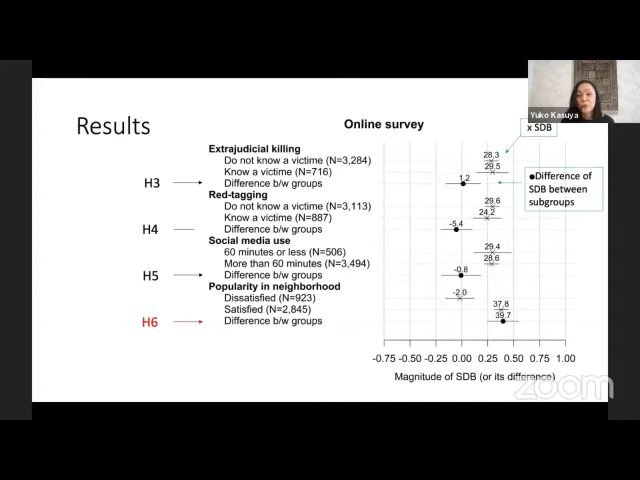 Yuko Kasuya
Results
Online survey
x SDB
Extrajudicial killing
Do not know a victim (N=3,284)
28,3
Know a victime (N=716)
29,5
H3
Difference b/w groups
1,2
●Difference of
SDB between
subgroups
Red-tagging
Do not know a victime (N=3,113)
29,6
Know a victime (N=887)
24,2
H4
Difference b/w groups
-5,4
Social media use
60 minutes or less (N=506)
29,4
More than 60 minutes (N=3,494)
28,6
H5
Difference b/w groups
-0,8
Popularity in neighborhood
Dissatisfied (N=923)
-2,0
Satisfied (N=2,845)
37,8
H6
Difference b/w groups
39,7
-0.75 -0.50 -0.25 0.00 0.25 0.50 0.75 1.00
Magnitude of SDB (or its difference)
zoom